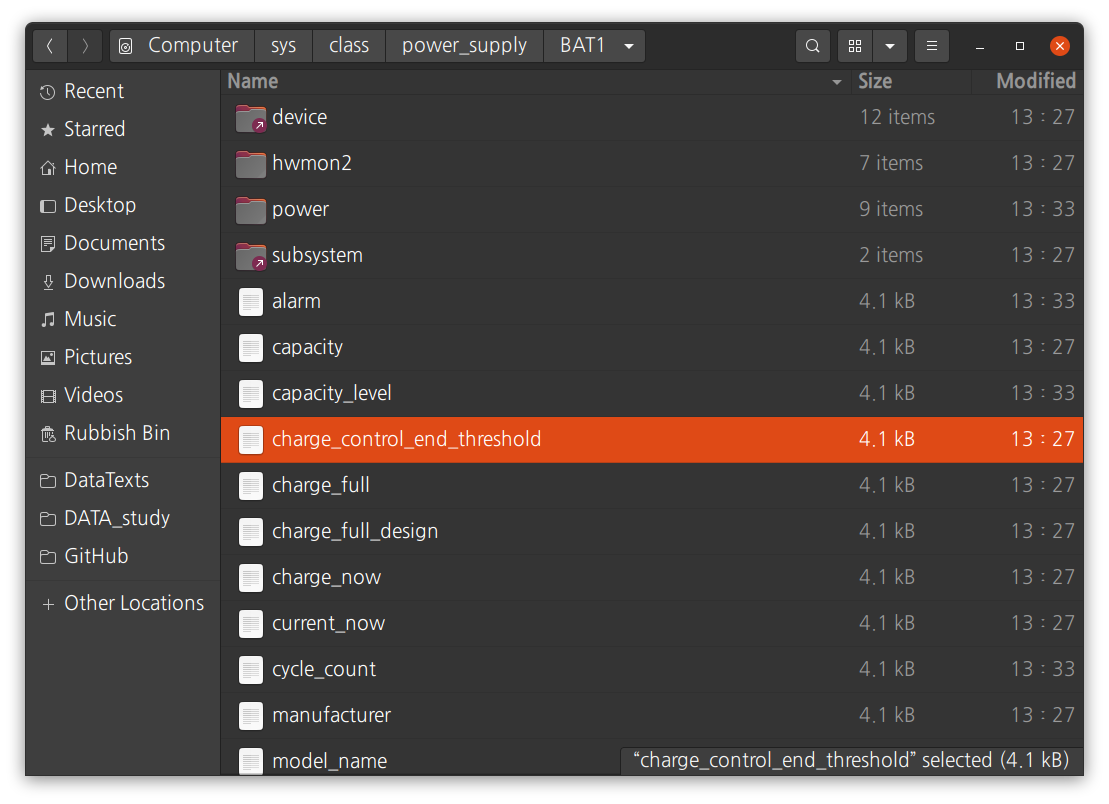 Computer sys class power_supply BAT1
Recent
Starred
Home
Desktop
Documents
Downloads
Music
Pictures
Videos
Rubbish Bin
DataTexts
DATA_study
GitHub
Other Locations
Name Size Modified
device 12 items 13 : 27
hwmon2 7 items 13 : 27
power 9 items 13 : 33
subsystem 2 items 13 : 27
alarm 4.1 kB 13 : 33
capacity 4.1 kB 13 : 27
capacity_level 4.1 kB 13 : 33
charge_control_end_threshold 4.1 kB 13 : 27
charge_full 4.1 kB 13 : 27
charge_full_design 4.1 kB 13 : 27
charge_now 4.1 kB 13 : 27
current_now 4.1 kB 13 : 27
cycle_count 4.1 kB 13 : 33
manufacturer 4.1 kB 13 : 27
model_name
“charge_control_end_threshold” selected (4.1 kB)